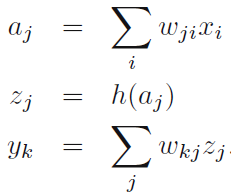 a_j = \sum_i w_{ji} x_i
z_j = h(a_j)
y_k = \sum_j w_{kj} z_j.